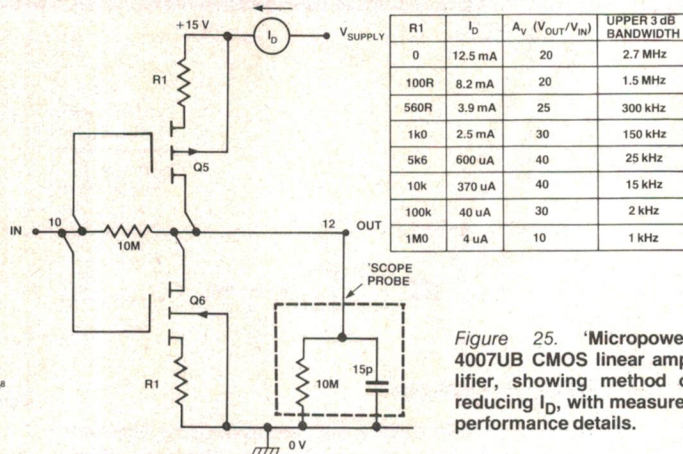 +15 V
I_D
V_SUPPLY
R1
Q5
IN
10
10M
12
OUT
Q6
R1
'SCOPE
PROBE
10M
15p
0 V
R1 I_D A_V (V_OUT/V_IN) UPPER 3 dB BANDWIDTH
0 12.5 mA 20 2.7 MHz
100R 8.2 mA 20 1.5 MHz
560R 3.9 mA 25 300 kHz
1k0 2.5 mA 30 150 kHz
5k6 600 uA 40 25 kHz
10k 370 uA 40 15 kHz
100k 40 uA 30 2 kHz
1M0 4 uA 10 1 kHz
Figure 25. 'Micropowe
4007UB CMOS linear amp
lifier, showing method o
reducing I_D, with measure
performance details.
8